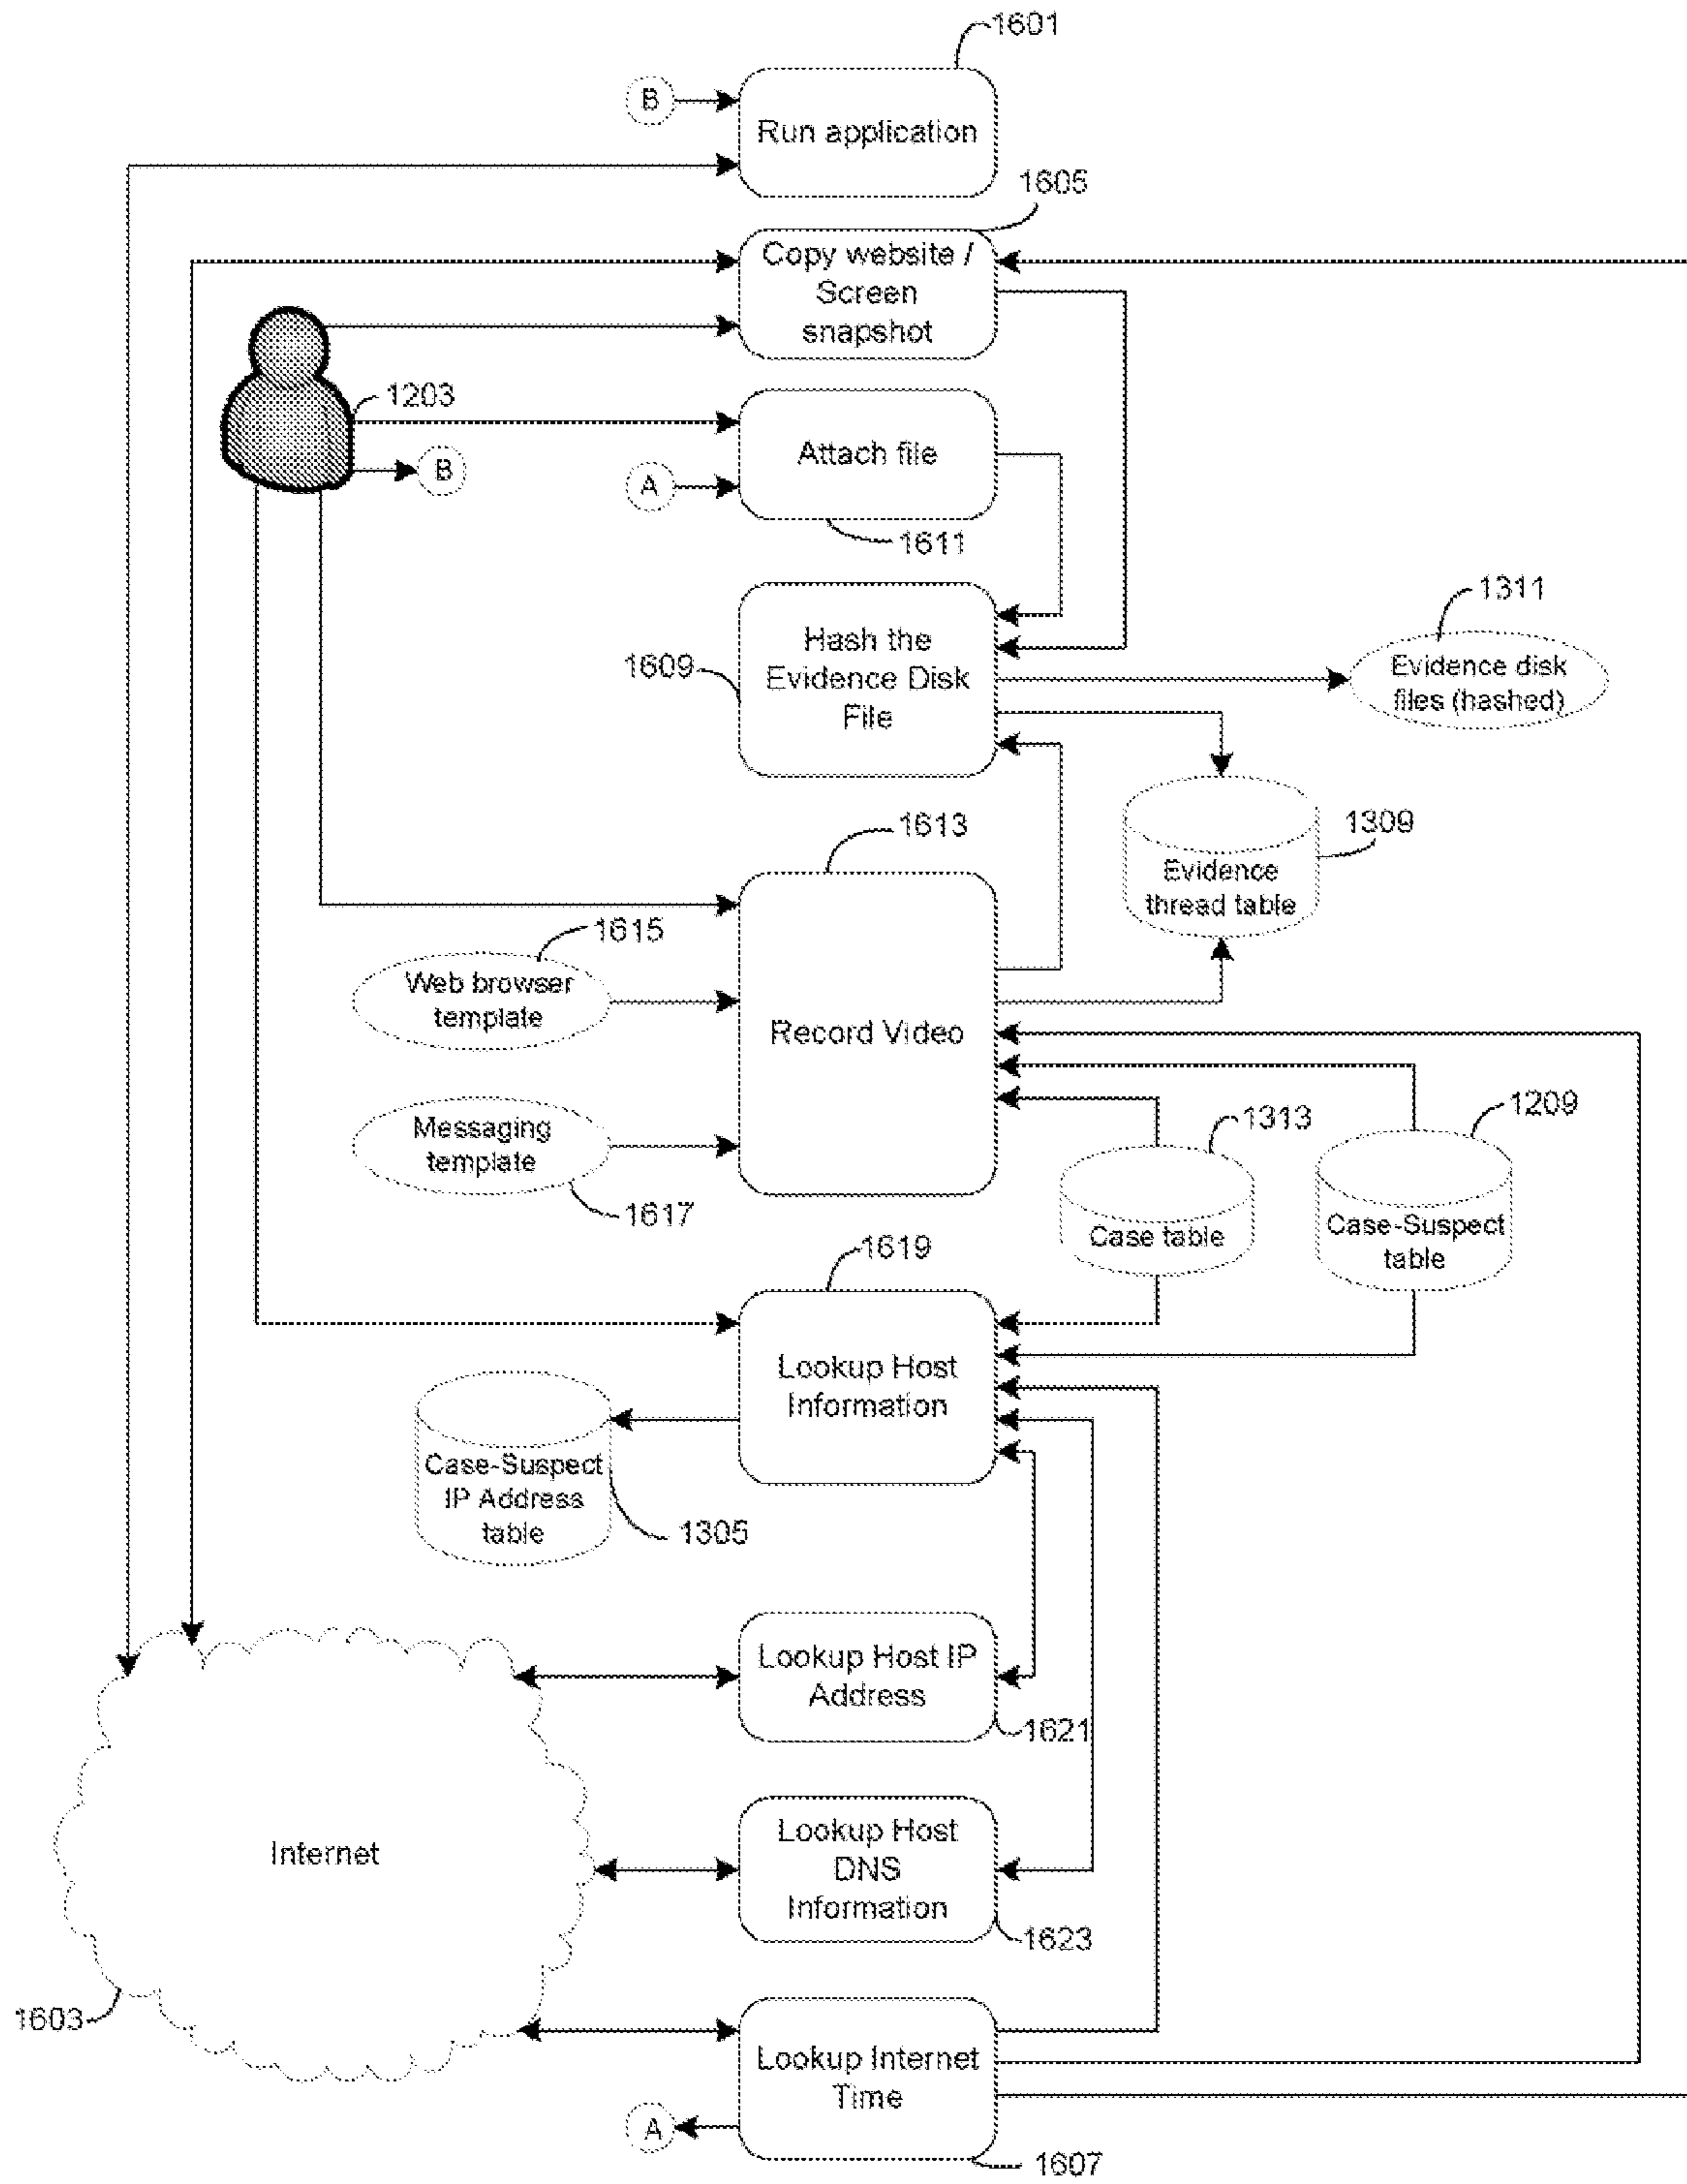 1601
B
Run application
1605
Copy website /
Screen
snapshot
1203
B
Attach file
A
1611
1311
Hash the
Evidence Disk
File
1609
Evidence disk
files (hashed)
1613
1309
Evidence
thread table
1615
Web browser
template
Record Video
Messaging
template
1617
1313
1209
Case table
Case-Suspect
table
1619
Lookup Host
Information
Case-Suspect
IP Address
table
1305
Lookup Host IP
Address
1621
Internet
Lookup Host
DNS
Information
1623
1603
Lookup Internet
Time
A
1607